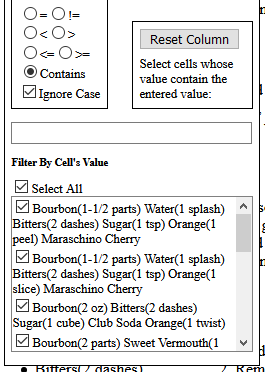 = !=
< >
<= >=
Contains
Ignore Case
Reset Column
Select cells whose
value contain the
entered value:
Filter By Cell's Value
Select All
Bourbon(1-1/2 parts) Water(1 splash)
Bitters(2 dashes) Sugar(1 tsp) Orange(1
peel) Maraschino Cherry
Bourbon(1-1/2 parts) Water(1 splash)
Bitters(2 dashes) Sugar(1 tsp) Orange(1
slice) Maraschino Cherry
Bourbon(2 oz) Bitters(2 dashes)
Sugar(1 cube) Club Soda Orange(1 twist)
Bourbon(2 parts) Sweet Vermouth(1
Bitters(2 dashes) 2. Rem